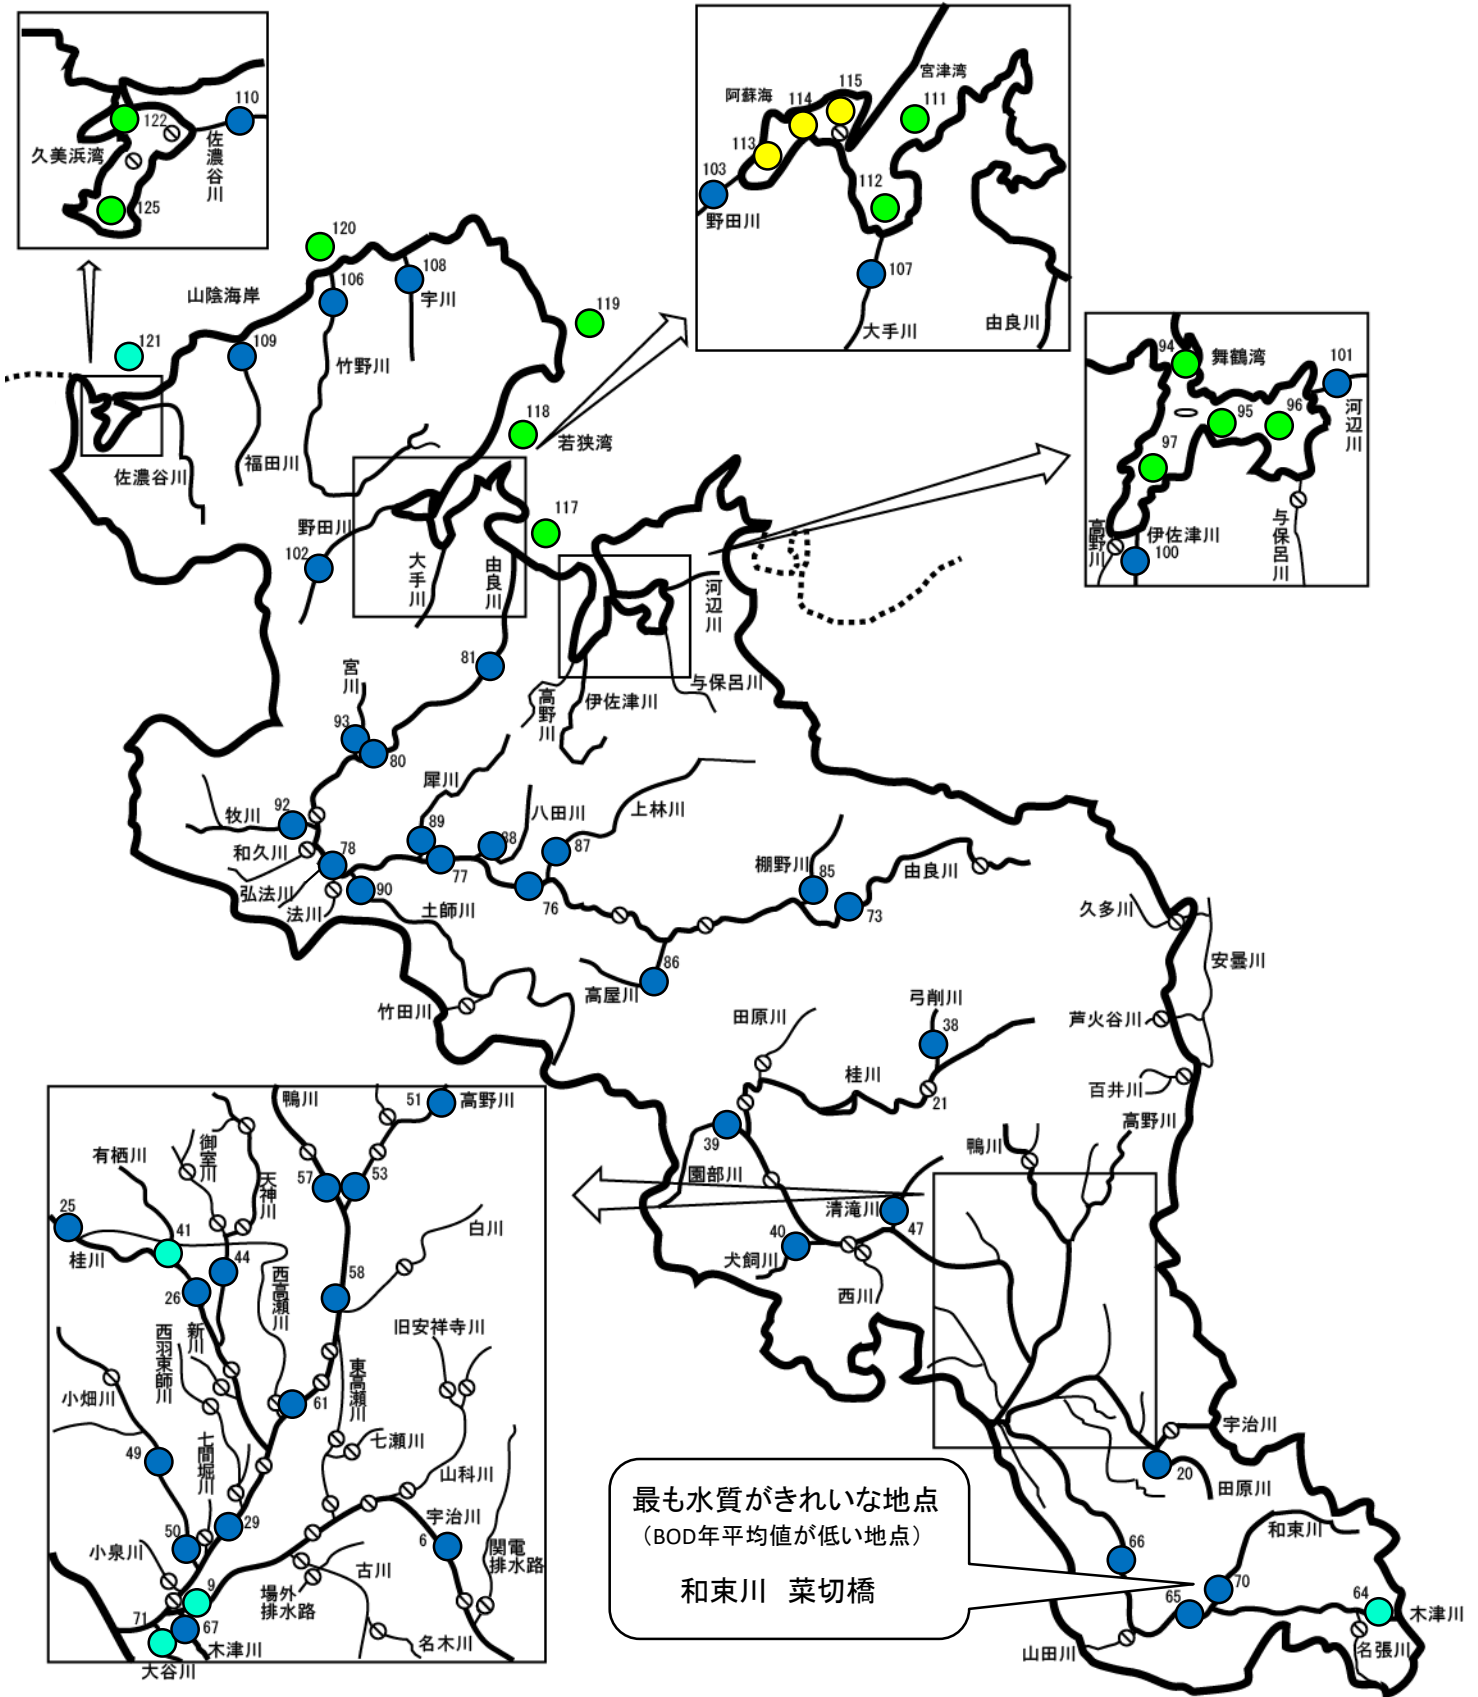 110
122
佐濃谷川
久美浜湾
125
宮津湾
115
阿蘇海
114
111
113
103
112
野田川
107
大手川
由良川
94
舞鶴湾
101
95
96
河辺川
97
高野川
伊佐津川
100
与保呂川
120
108
106
宇川
山陰海岸
119
121
109
竹野川
118
若狭湾
福田川
佐濃谷川
117
野田川
102
大手川
由良川
河辺川
81
宮川
高野川
伊佐津川
与保呂川
93
80
犀川
92
牧川
八田川
上林川
89
88
和久川
78
87
77
棚野川
85
由良川
弘法川
90
法川
土師川
76
73
久多川
86
安曇川
高屋川
竹田川
弓削川
田原川
38
芦火谷川
桂川
21
百井川
鴨川
51
高野川
高野川
39
鴨川
御室川
有栖川
天神川
園部川
57
53
25
41
清滝川
白川
47
桂川
44
40
犬飼川
58
26
西高瀬川
西川
旧安祥寺川
新川
西羽束師川
東高瀬川
小畑川
61
七瀬川
宇治川
49
七間堀川
山科川
20
田原川
最も水質がきれいな地点
(BOD年平均値が低い地点)
和束川 菜切橋
宇治川
29
和束川
50
6
関電排水路
小泉川
66
古川
9
場外排水路
70
64
65
71
67
木津川
木津川
名木川
山田川
名張川
大谷川